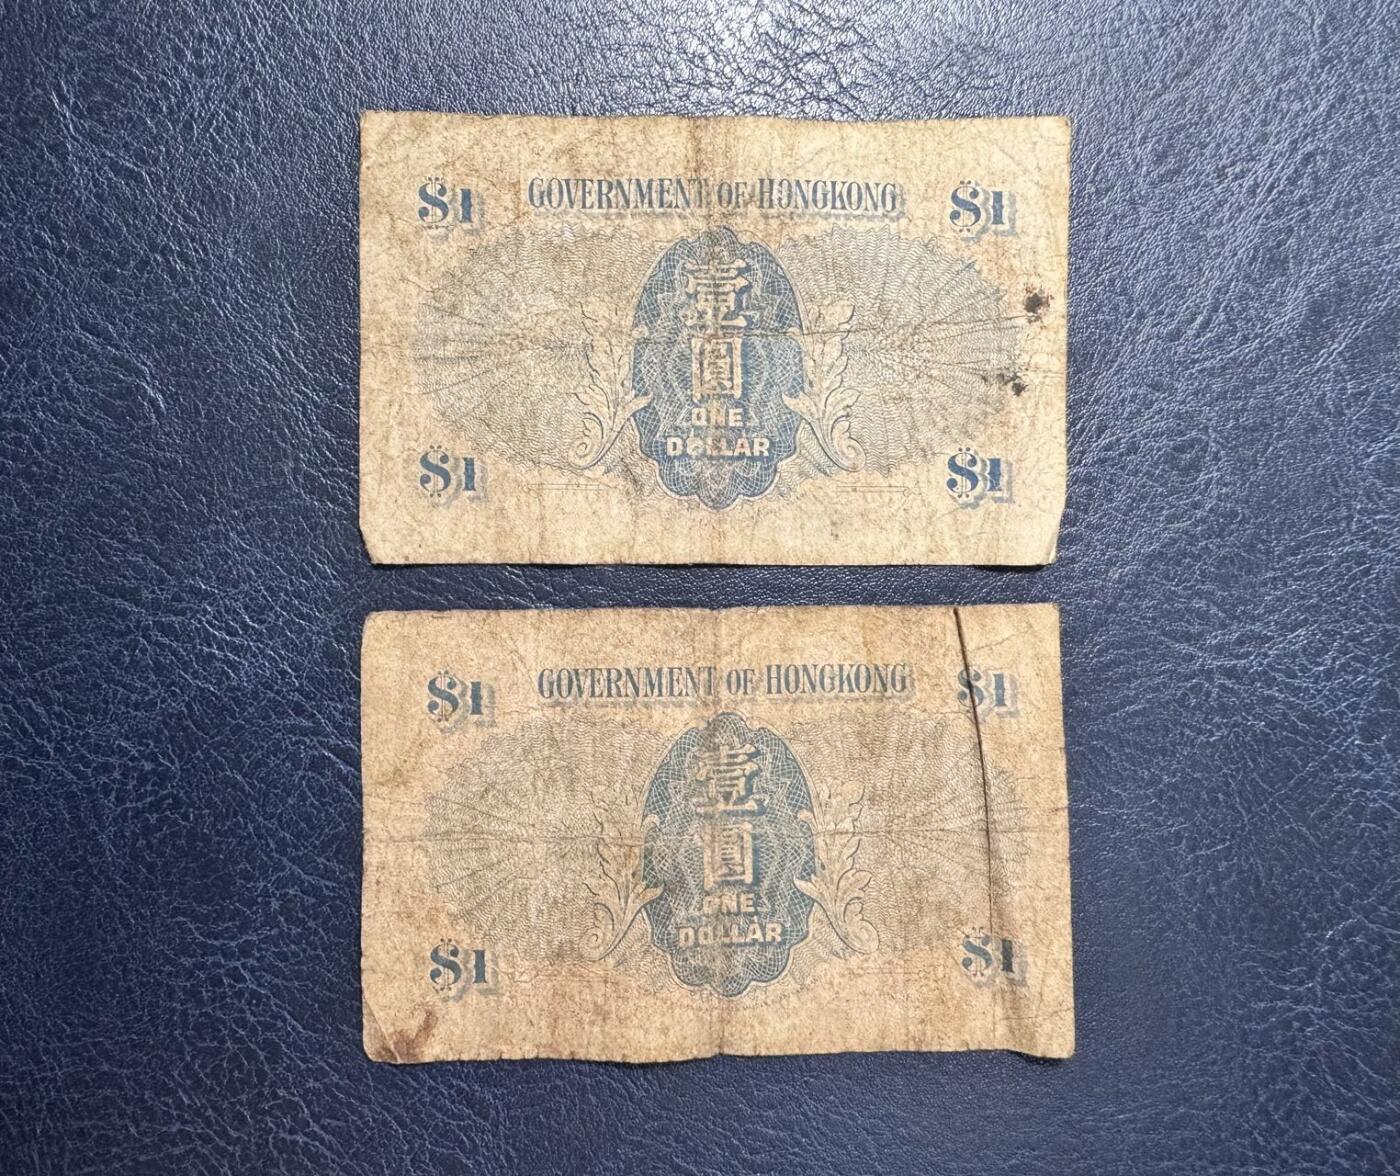 GOVERNMENT OF HONGKONG
$1 $1
壹
圓
ONE
DOLLAR
$1 $1
GOVERNMENT OF HONGKONG
$1 $1
壹
圓
ONE
DOLLAR
$1 $1